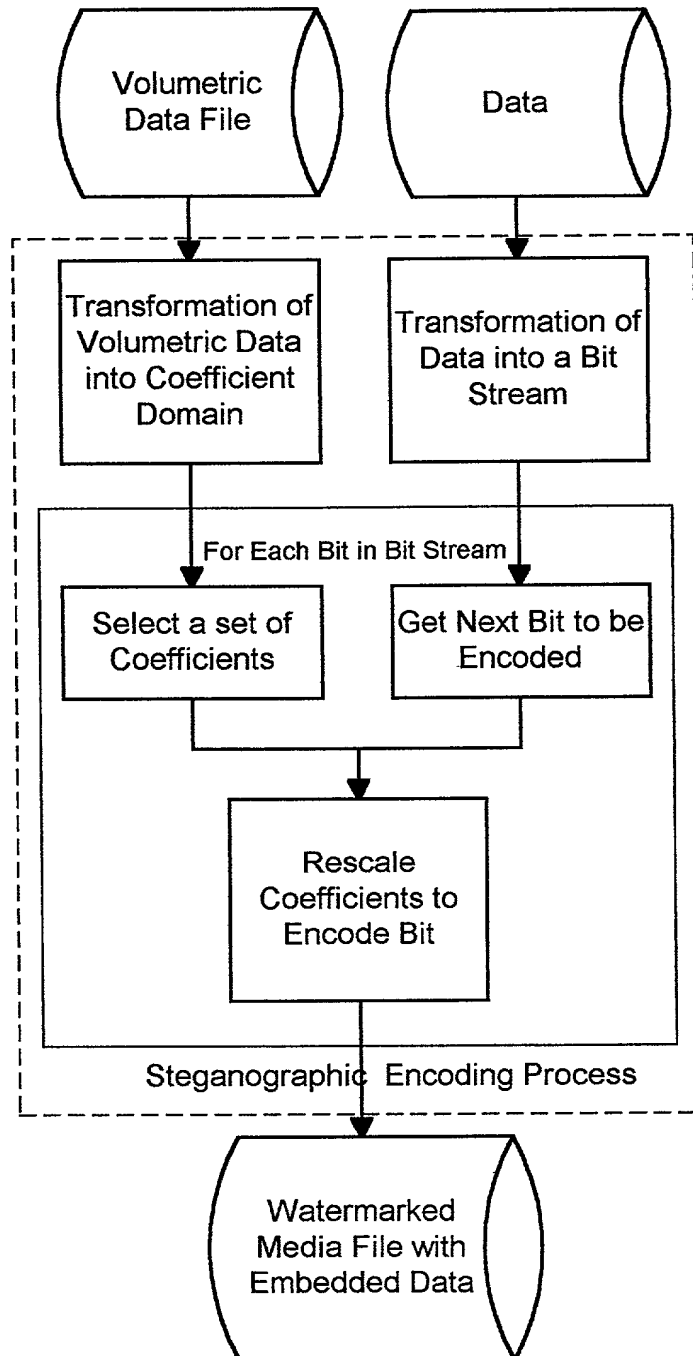 Volumetric
Data File
Data
Transformation of
Volumetric Data
into Coefficient
Domain
Transformation of
Data into a Bit
Stream
For Each Bit in Bit Stream
Select a set of
Coefficients
Get Next Bit to be
Encoded
Rescale
Coefficients to
Encode Bit
Steganographic Encoding Process
Watermarked
Media File with
Embedded Data